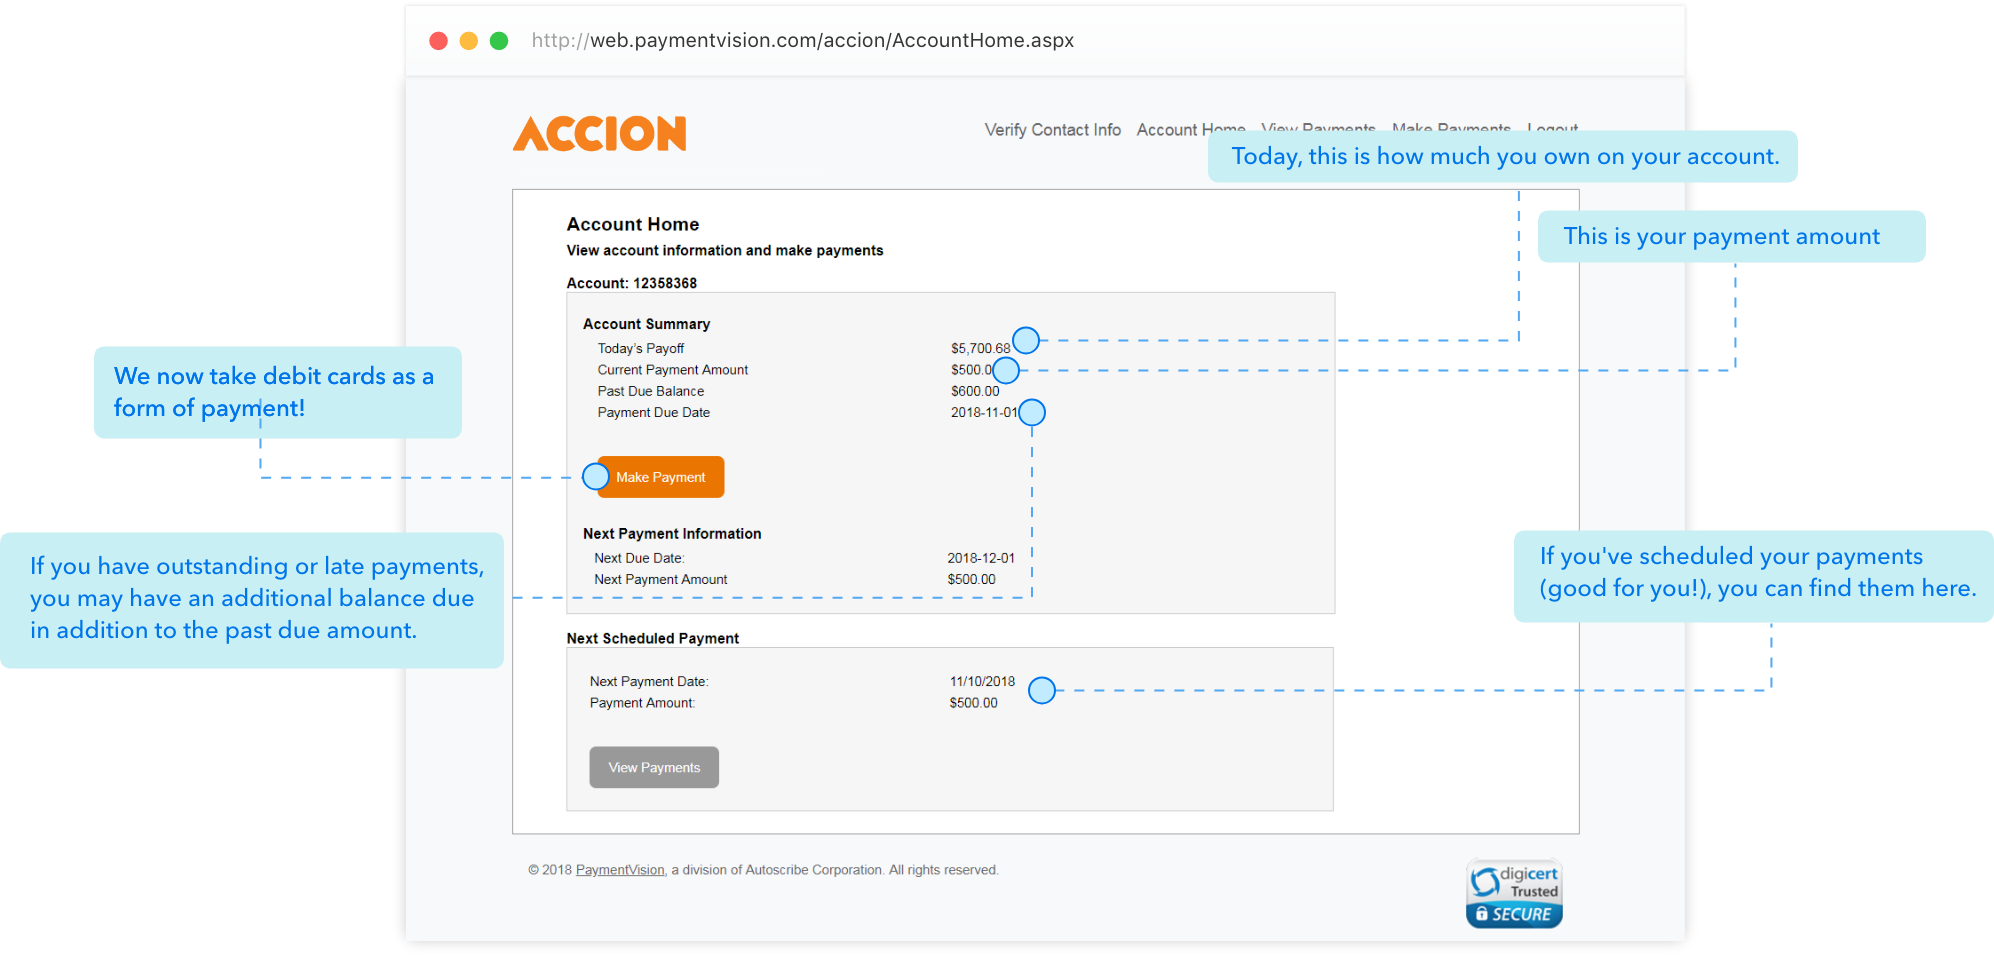 http://web.paymentvision.com/accion/AccountHome.aspx
ACCION
Verify Contact Info Account Home View Payments Make Payments Logout
Today, this is how much you own on your account.
This is your payment amount
Account Home
View account information and make payments
Account: 12358368
Account Summary
Today's Payoff $5,700.68
Current Payment Amount $500.0
Past Due Balance $600.00
Payment Due Date 2018-11-01
We now take debit cards as a
form of payment!
Make Payment
Next Payment Information
Next Due Date: 2018-12-01
Next Payment Amount $500.00
If you have outstanding or late payments,
you may have an additional balance due
in addition to the past due amount.
If you've scheduled your payments
(good for you!), you can find them here.
Next Scheduled Payment
Next Payment Date: 11/10/2018
Payment Amount: $500.00
View Payments
© 2018 PaymentVision, a division of Autoscribe Corporation. All rights reserved.
digicert
Trusted
SECURE